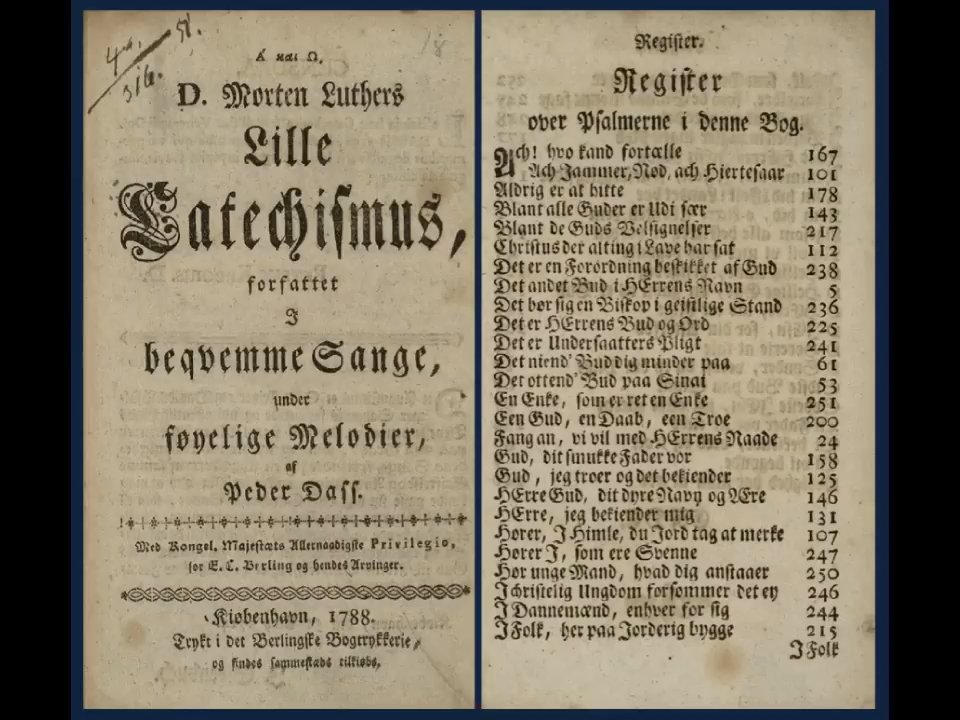 4to. 51.
316.
A και Ω.
D. Morten Luthers
Lille
Catechismus,
forfattet
I
beqvemme Sange,
under
føyelige Melodier,
af
Peder Dass.
Med Kongel. Majestæts Allernaadigste Privilegio,
for E. C. Berling og hendes Arvinger.
Kiøbenhavn, 1788.
Trykt i det Berlingske Bogtrykkerie,
og findes sammestads tilkiøbs.
Register.
Register
over Psalmerne i denne Bog.
Ach! hvo kand fortælle 167
Ach Jammer, Nød, ach Hiertesaar 101
Aldrig er at bitte 178
Blant alle Guder er Udi sær 143
Blant de Guds Velsignelser 217
Christus der alting i Lave har sat 112
Det er en Forordning beskikket af Gud 238
Det andet Bud i HErrens Navn 5
Det bør sig en Biskop i geistlige Stand 236
Det er HErrens Bud og Ord 225
Det er Undersaatters Pligt 241
Det niend' Bud dig minder paa 61
Det ottend' Bud paa Sinai 53
En Enke, som er ret en Enke 251
Een Gud, en Daab, een Troe 200
Fang an, vi vil med HErrens Naade 24
Gud, dit smukke Fader vor 158
Gud, jeg troer og det bekiender 125
HErre Gud, dit dyre Navn og Ære 146
HErre, jeg bekiender mig 131
Hører, I Himle, du Jord tag at merke 107
Hører I, som ere Svenne 247
Hør unge Mand, hvad dig anstaaer 250
I christelig Ungdom forsommer det ey 246
I Dannemænd, enhver for sig 244
I Folk, her paa Jorderig bygge 215
I Folk